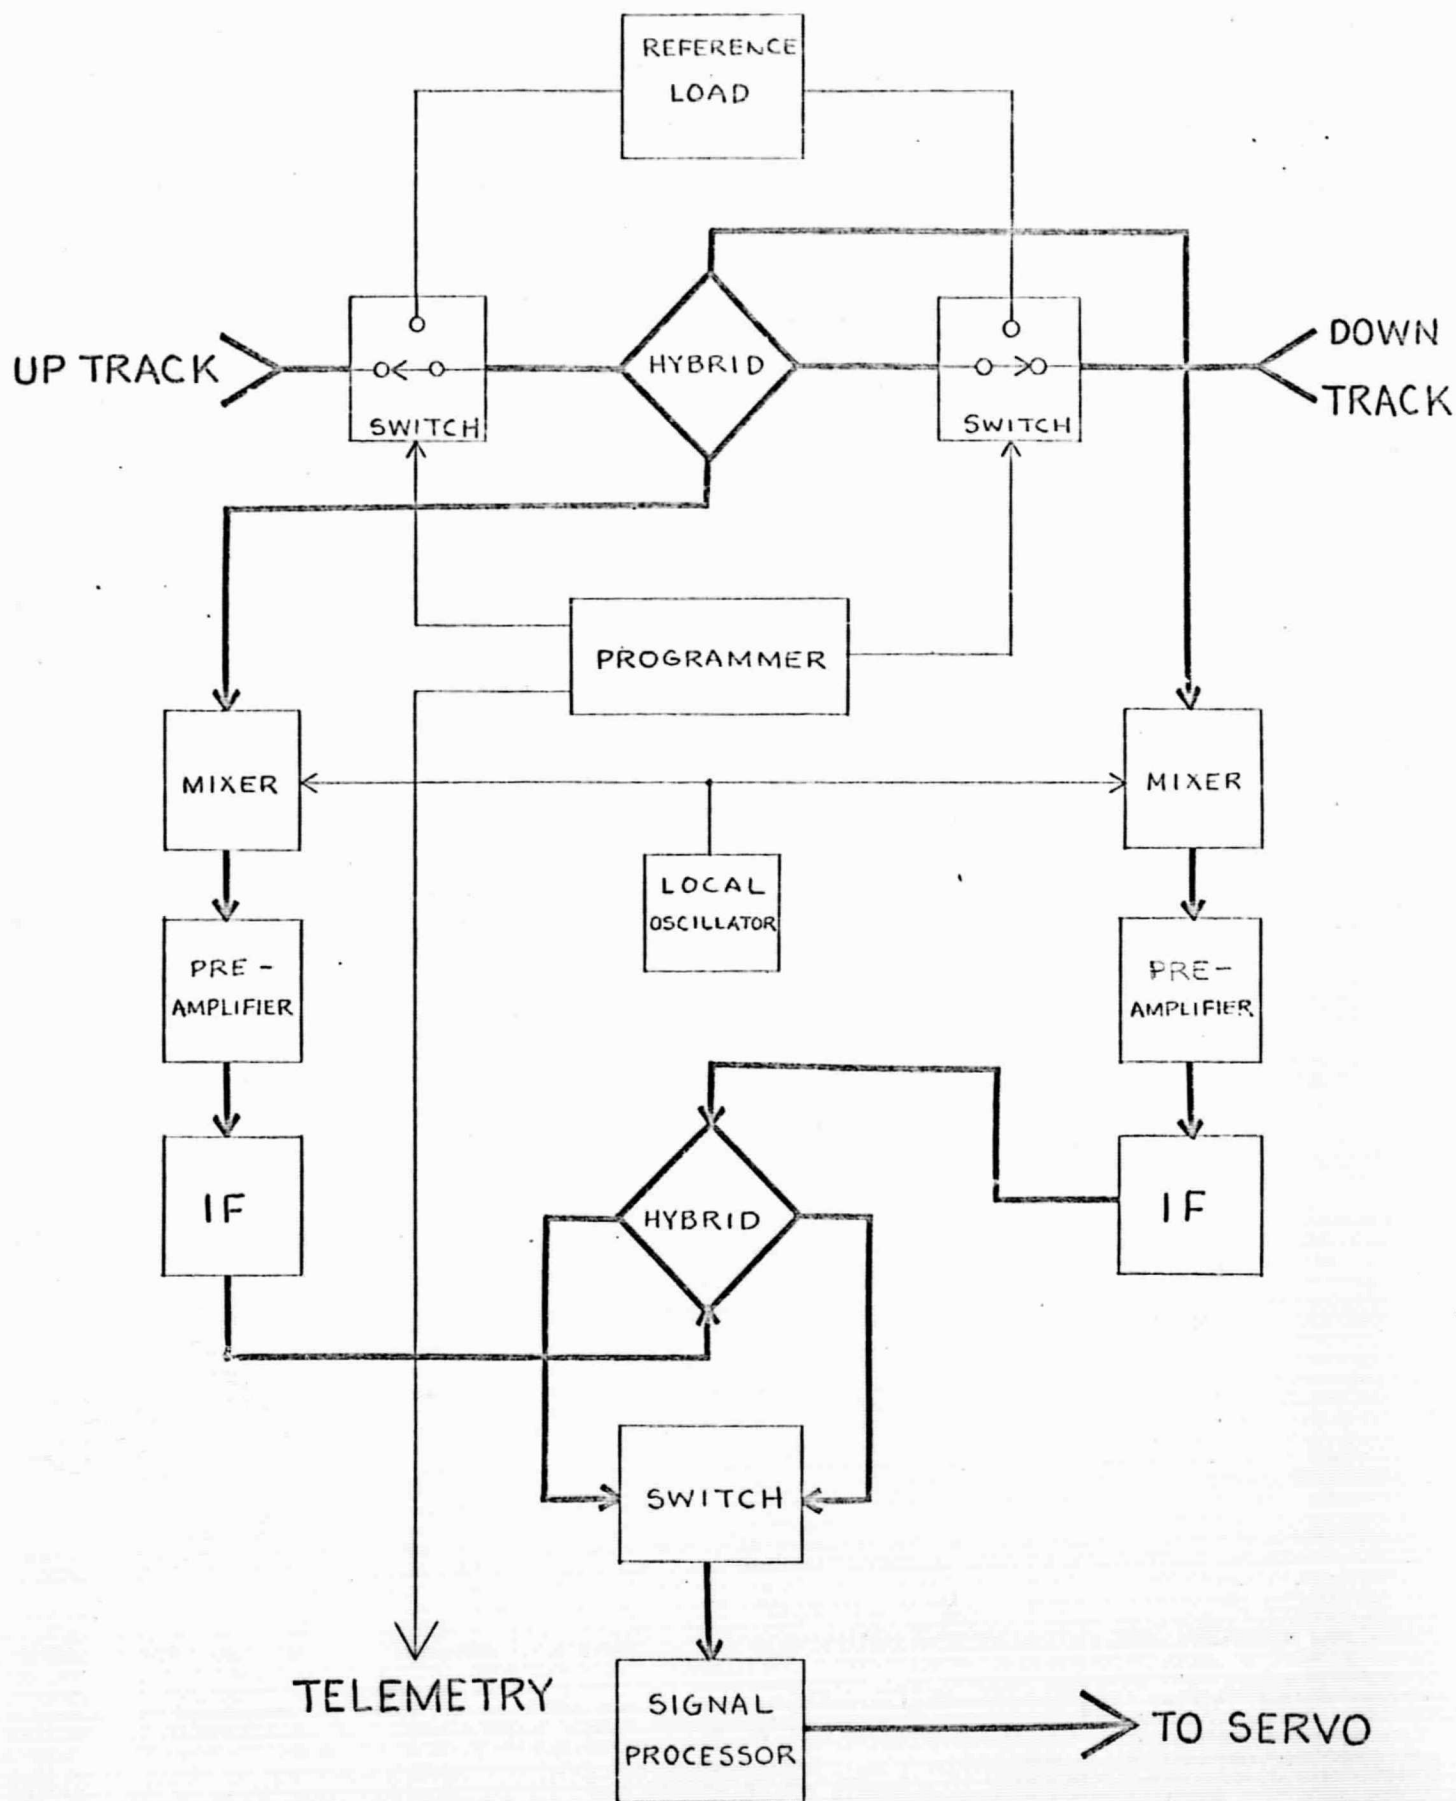 REFERENCE
LOAD
UP TRACK
SWITCH
HYBRID
SWITCH
DOWN
TRACK
PROGRAMMER
MIXER
MIXER
LOCAL
OSCILLATOR
PRE-
AMPLIFIER
PRE-
AMPLIFIER
IF
HYBRID
IF
SWITCH
TELEMETRY
SIGNAL
PROCESSOR
TO SERVO